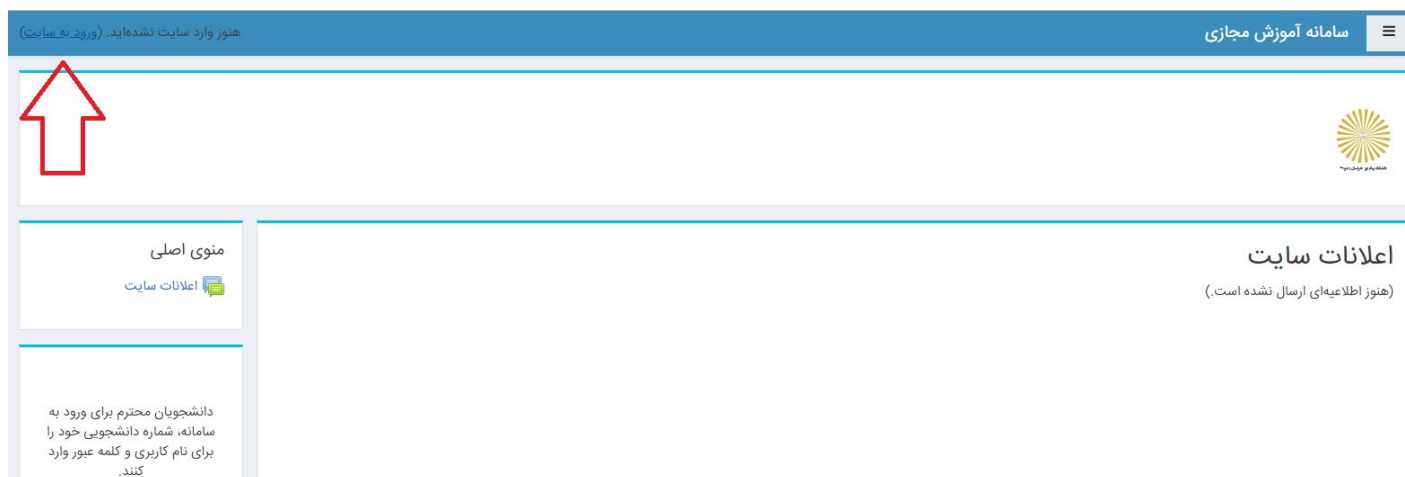 سامانه آموزش مجازی
هنوز وارد سایت نشده‌اید. (ورود به سایت)
اعلانات سایت
(هنوز اطلاعیه‌ای ارسال نشده است.)
منوی اصلی
اعلانات سایت
دانشجویان محترم برای ورود به
سامانه، شماره دانشجویی خود را
برای نام کاربری و کلمه عبور وارد
کنند.